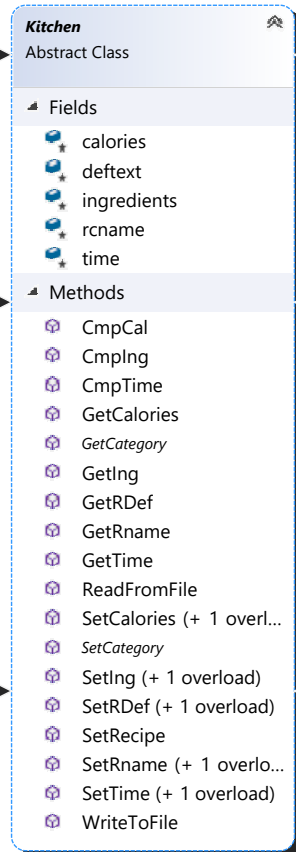 Kitchen
Abstract Class
Fields
calories
deftext
ingredients
rcname
time
Methods
CmpCal
CmpIng
CmpTime
GetCalories
GetCategory
GetIng
GetRDef
GetRname
GetTime
ReadFromFile
SetCalories (+ 1 overl...
SetCategory
SetIng (+ 1 overload)
SetRDef (+ 1 overload)
SetRecipe
SetRname (+ 1 overlo...
SetTime (+ 1 overload)
WriteToFile